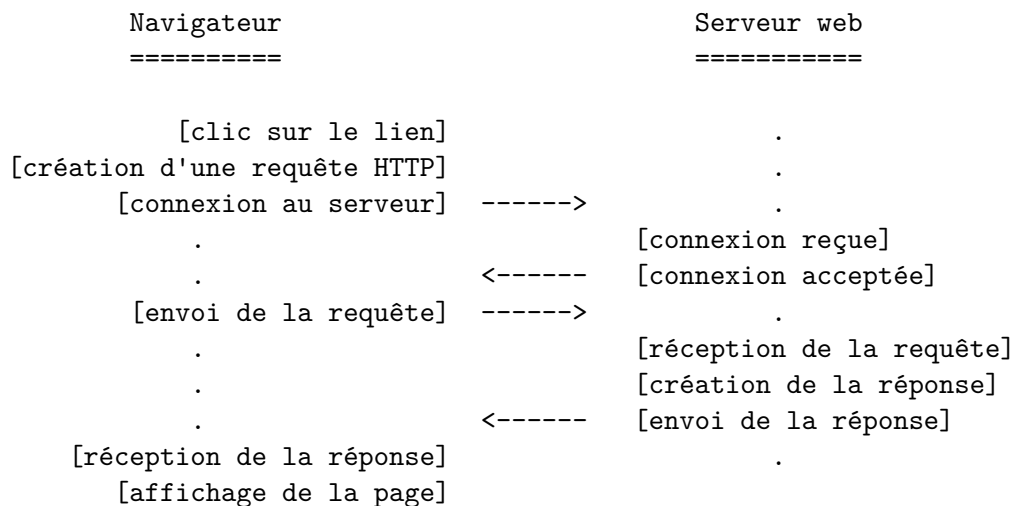 Navigateur                           Serveur web
==========                           ===========
[clic sur le lien]                     .
[création d'une requête HTTP]                     .
[connexion au serveur]  ------>            .
.                             [connexion reçue]
.                  <------   [connexion acceptée]
[envoi de la requête]  ------>            .
.                             [réception de la requête]
.                             [création de la réponse]
.                  <------   [envoi de la réponse]
[réception de la réponse]                     .
[affichage de la page]